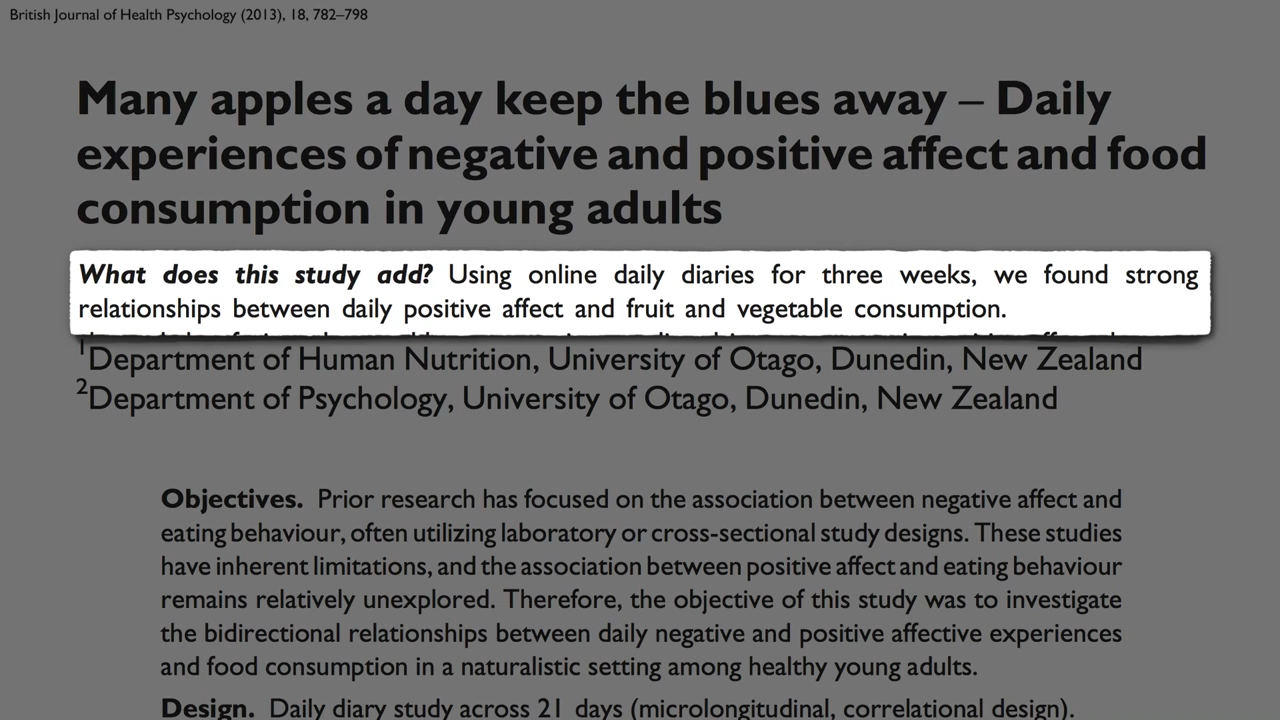 British Journal of Health Psychology (2013), 18, 782–798
Many apples a day keep the blues away – Daily
experiences of negative and positive affect and food
consumption in young adults
What does this study add? Using online daily diaries for three weeks, we found strong
relationships between daily positive affect and fruit and vegetable consumption.
1Department of Human Nutrition, University of Otago, Dunedin, New Zealand
2Department of Psychology, University of Otago, Dunedin, New Zealand
Objectives. Prior research has focused on the association between negative affect and
eating behaviour, often utilizing laboratory or cross-sectional study designs. These studies
have inherent limitations, and the association between positive affect and eating behaviour
remains relatively unexplored. Therefore, the objective of this study was to investigate
the bidirectional relationships between daily negative and positive affective experiences
and food consumption in a naturalistic setting among healthy young adults.
Design. Daily diary study across 21 days (microlongitudinal, correlational design).